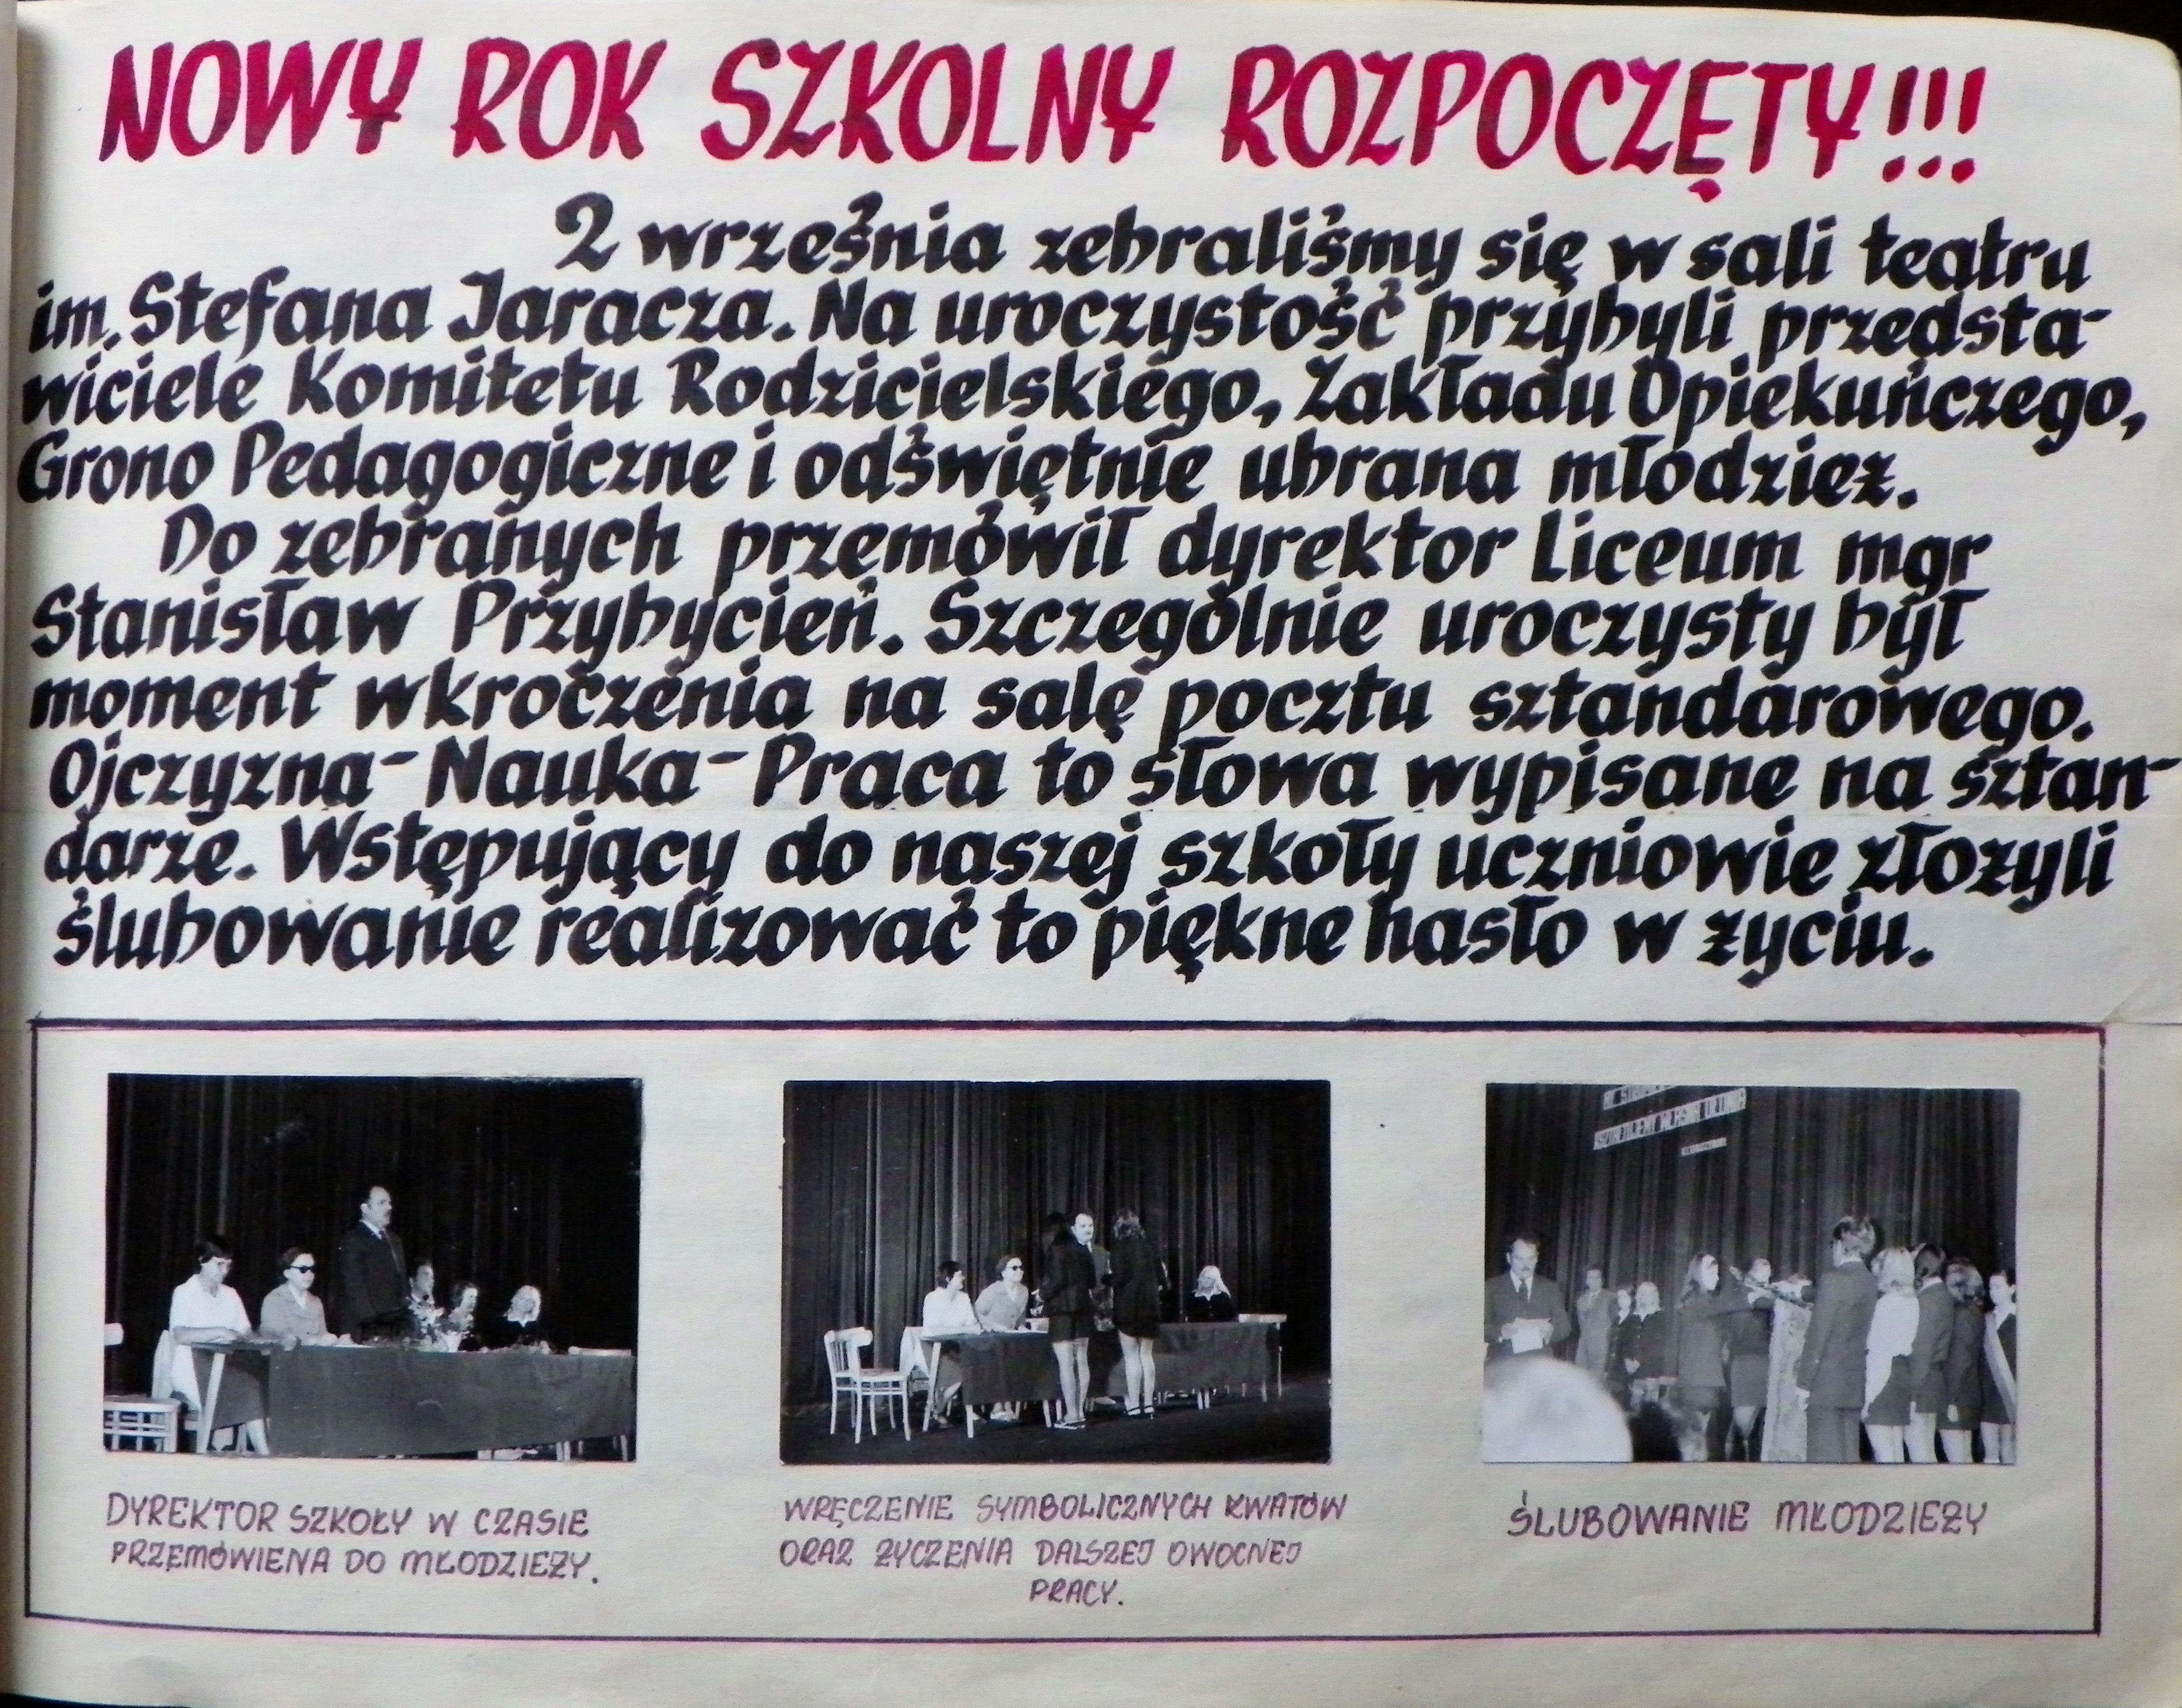 NOWY ROK SZKOLNY ROZPOCZĘTY!!!
2 września zebraliśmy się w sali teatru
im. Stefana Jaracza. Na uroczystość przybyli przedsta-
wiciele Komitetu Rodzicielskiego, Zakładu Opiekuńczego,
Grono Pedagogiczne i odświętnie ubrana młodzież.
Do zebranych przemówił dyrektor Liceum mgr
Stanisław Przybycień. Szczególnie uroczysty był
moment wkroczenia na salę pocztu sztandarowego.
Ojczyzna-Nauka-Praca to słowa wypisane na sztan-
darze. Wstępujący do naszej szkoły uczniowie złożyli
ślubowanie realizować to piękne hasło w życiu.
DYREKTOR SZKOŁY W CZASIE
PRZEMÓWIENA DO MŁODZIEŻY.
WRĘCZENIE SYMBOLICZNYCH KWATÓW
ORAZ ŻYCZENIA DALSZEJ OWOCNEJ
PRACY.
ŚLUBOWANIE MŁODZIEŻY